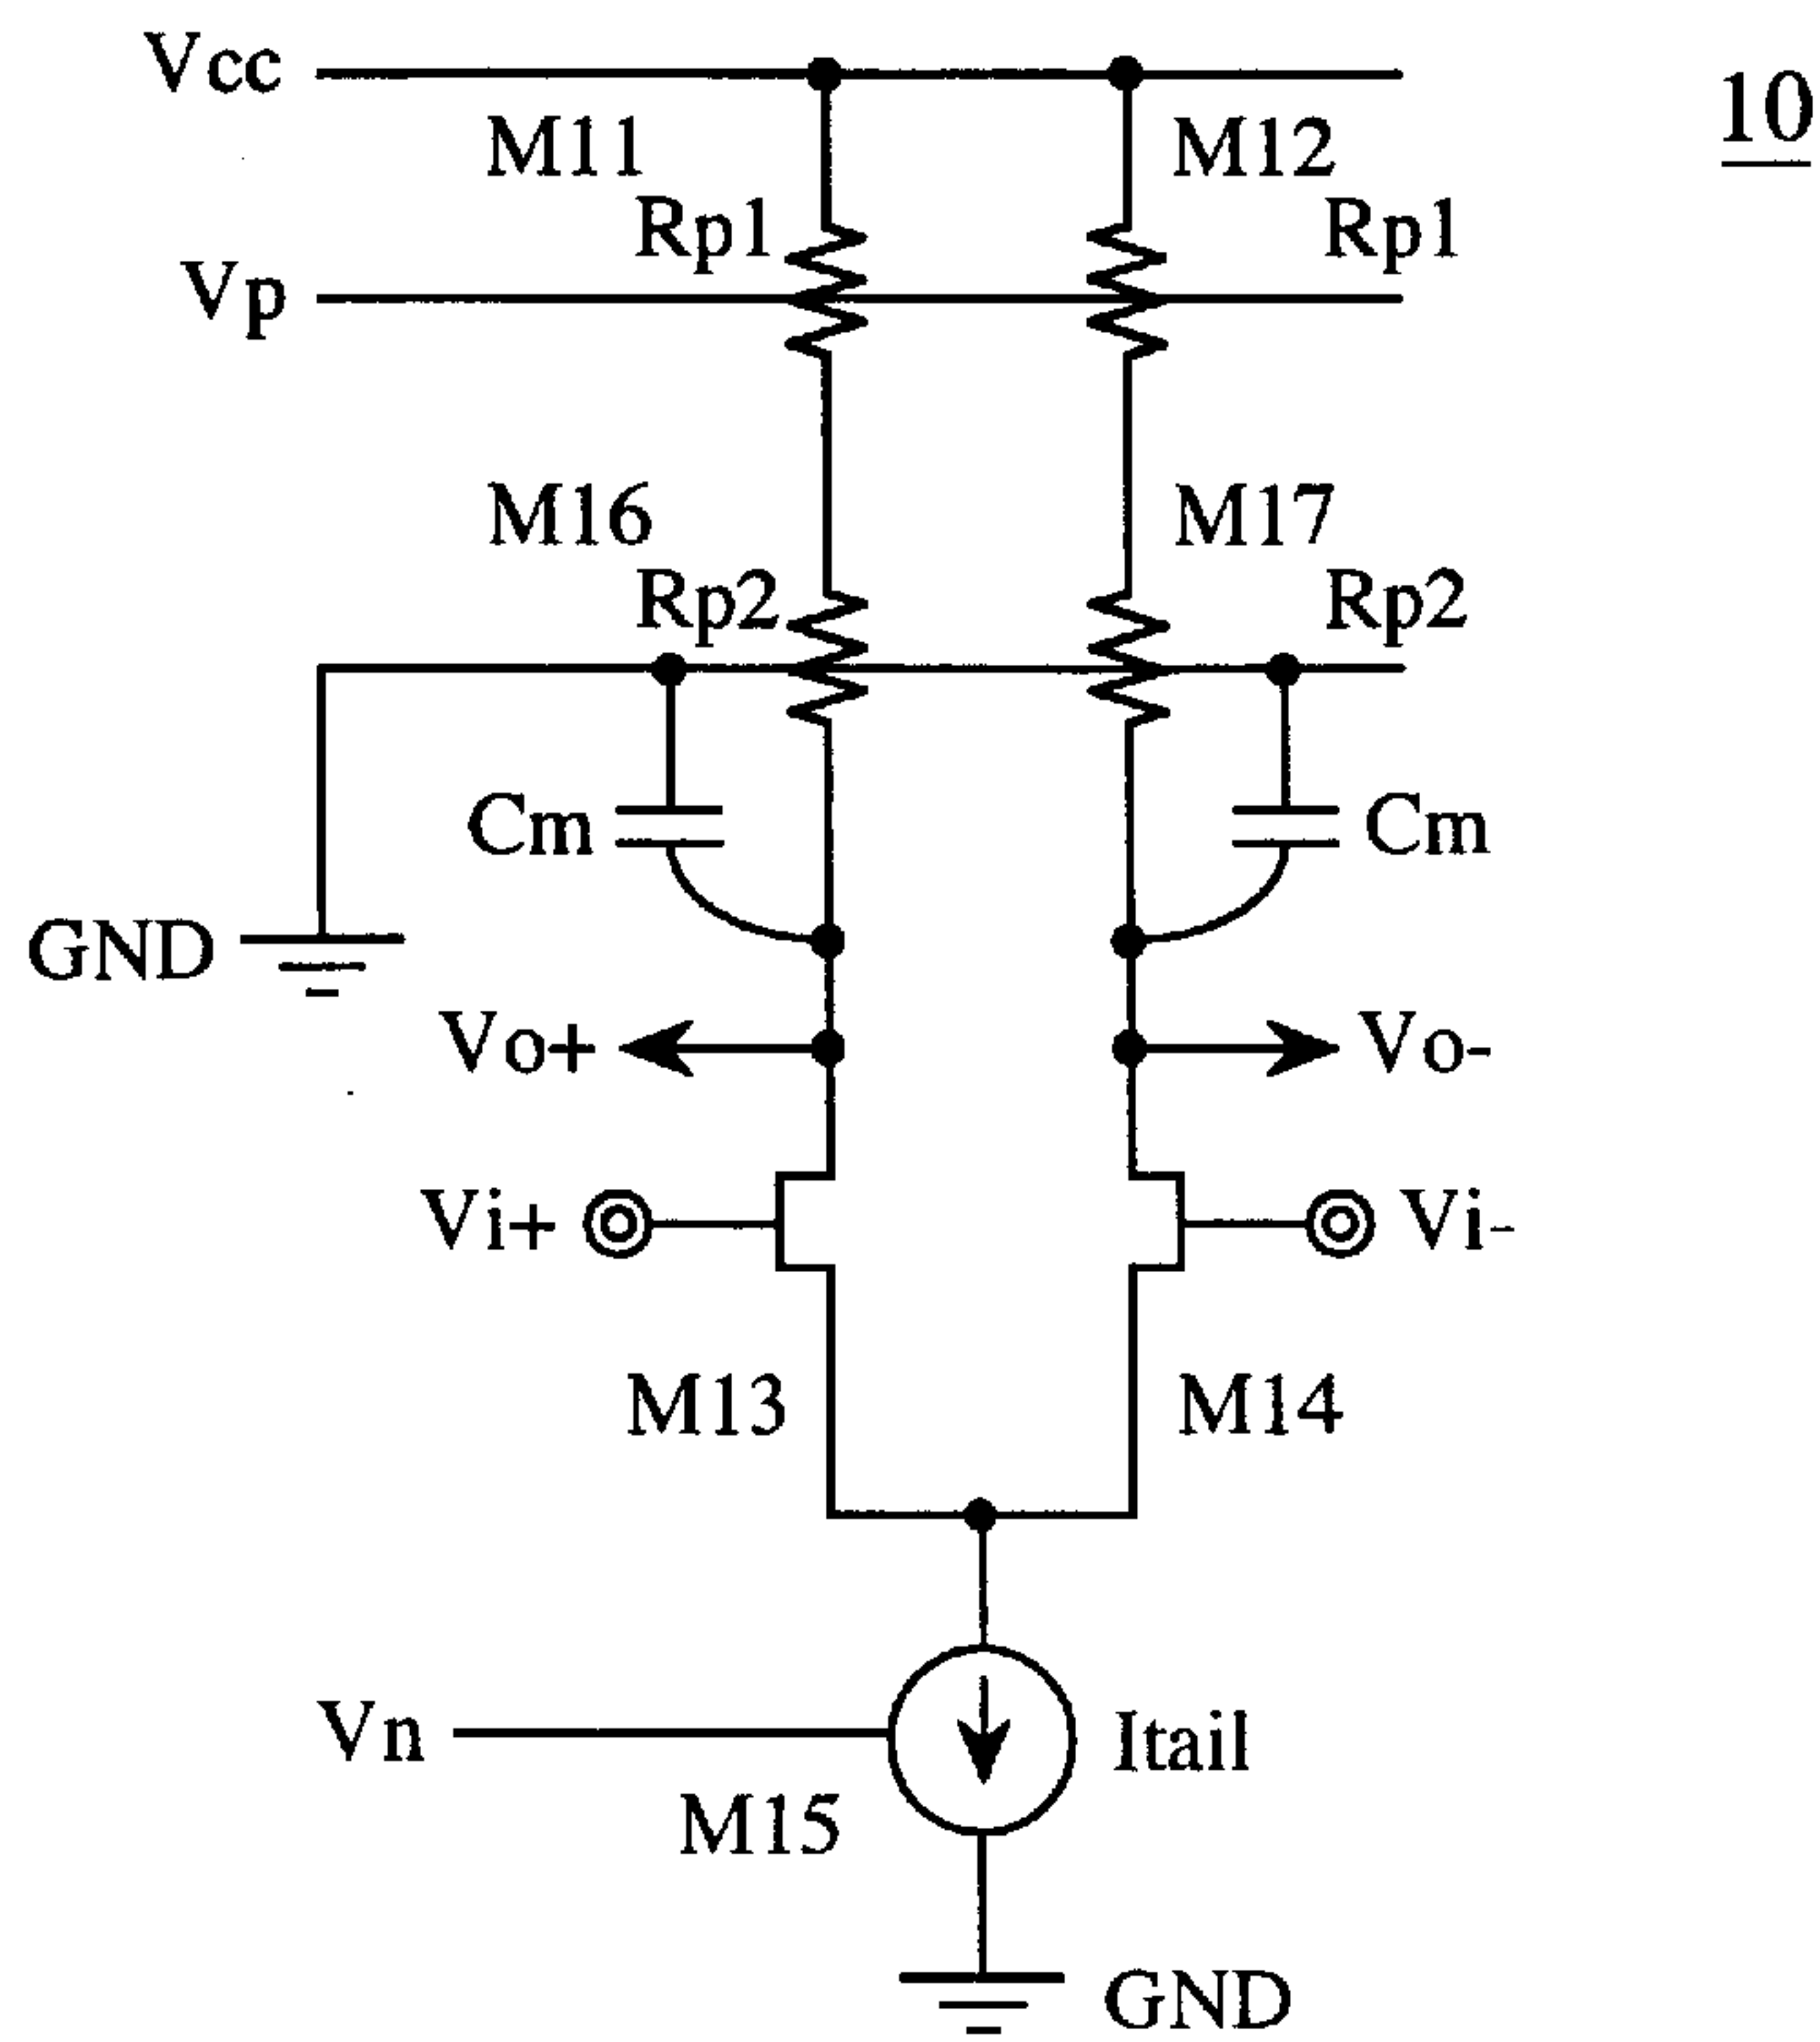 Vcc
10
M11
M12
Rp1
Rp1
Vp
M16
M17
Rp2
Rp2
Cm
Cm
GND
Vo+
Vo-
Vi+
Vi-
M13
M14
Vn
Itail
M15
GND